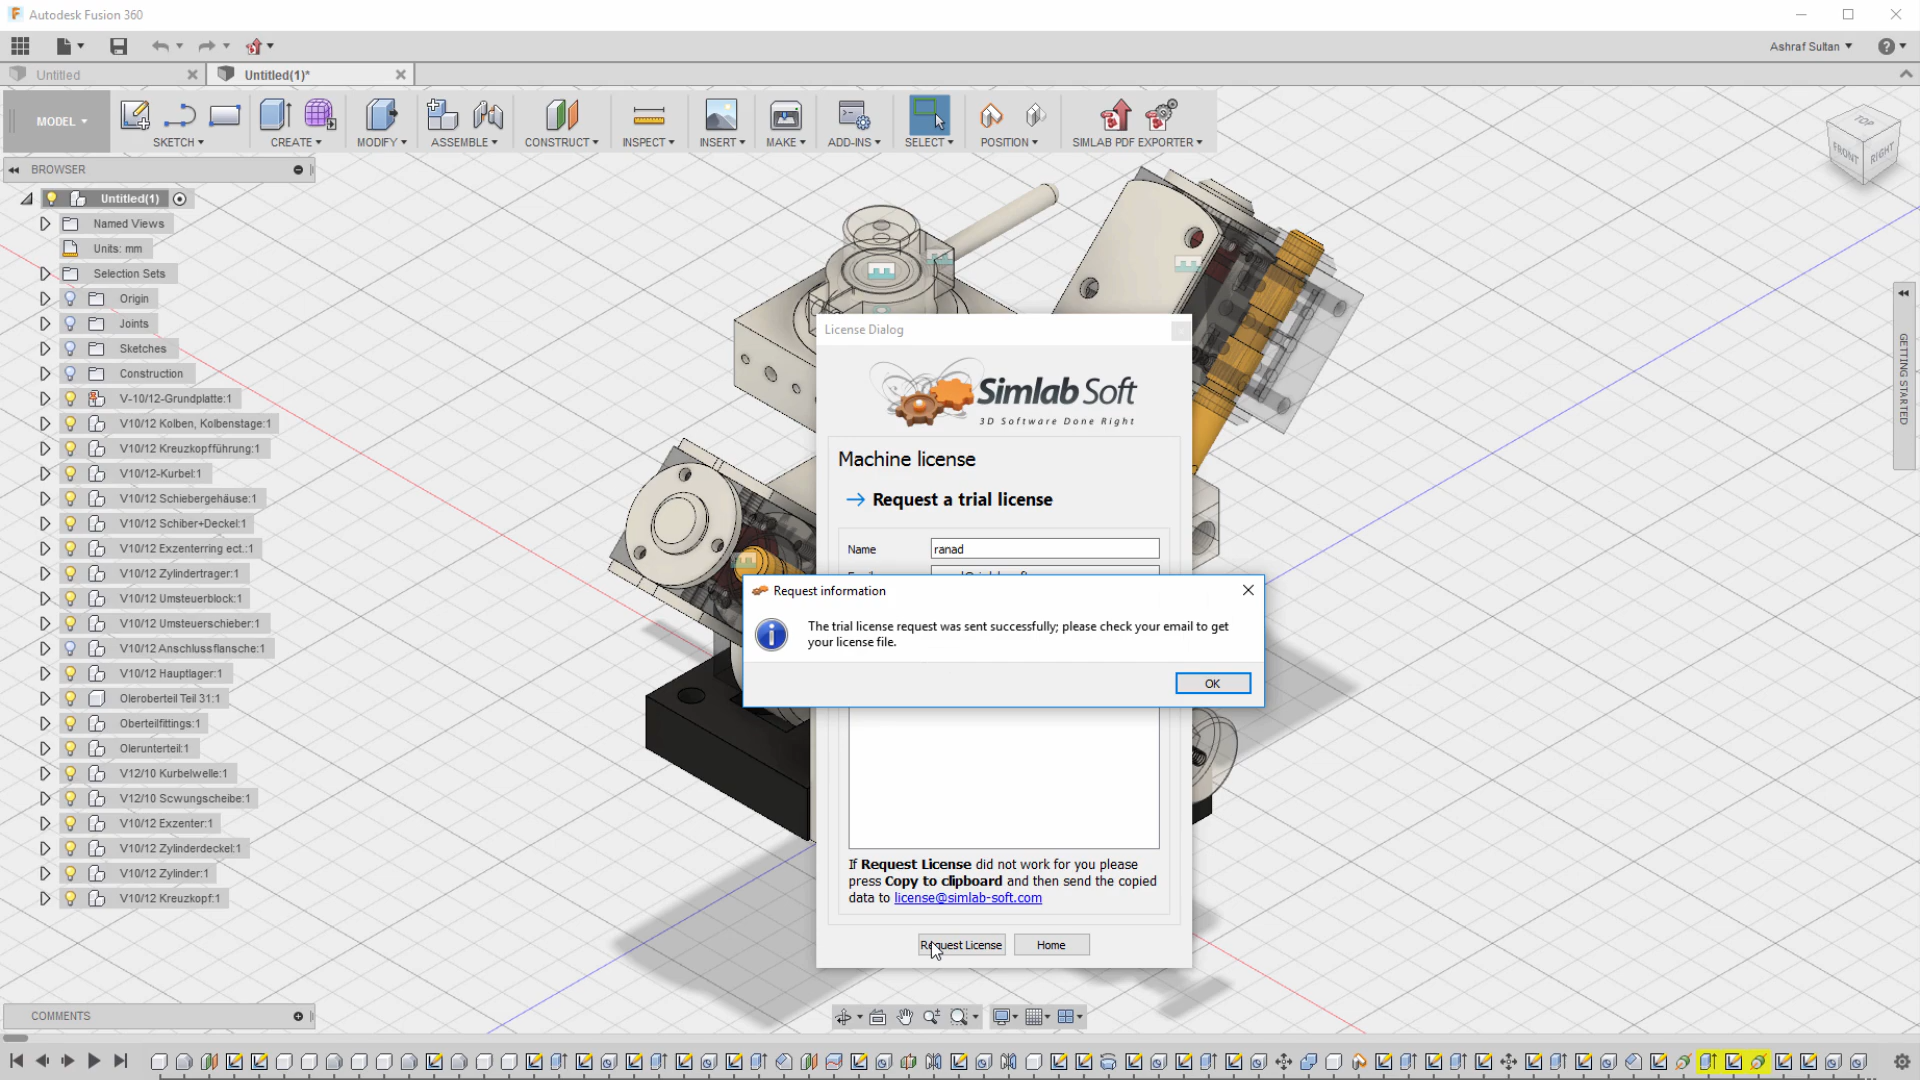 Autodesk Fusion 360
Ashraf Sultan
Untitled
Untitled(1)*
MODEL
SKETCH
CREATE
MODIFY
ASSEMBLE
CONSTRUCT
INSPECT
INSERT
MAKE
ADD-INS
SELECT
POSITION
SIMLAB PDF EXPORTER
TOP
FRONT
RIGHT
BROWSER
Untitled(1)
Named Views
Units: mm
Selection Sets
Origin
Joints
Sketches
Construction
V-10/12-Grundplatte:1
V10/12 Kolben, Kolbenstage:1
V10/12 Kreuzkopfführung:1
V10/12-Kurbel:1
V10/12 Schiebergehäuse:1
V10/12 Schiber+Deckel:1
V10/12 Exzenterring ect.:1
V10/12 Zylindertrager:1
V10/12 Umsteuerblock:1
V10/12 Umsteuerschieber:1
V10/12 Anschlussflansche:1
V10/12 Hauptlager:1
Oleroberteil Teil 31:1
Oberteilfittings:1
Olerunterteil:1
V12/10 Kurbelwelle:1
V12/10 Scwungscheibe:1
V10/12 Exzenter:1
V10/12 Zylinderdeckel:1
V10/12 Zylinder:1
V10/12 Kreuzkopf:1
GETTING STARTED
License Dialog
Simlab Soft
3D Software Done Right
Machine license
Request a trial license
Name
ranad
Request information
The trial license request was sent successfully; please check your email to get
your license file.
OK
If Request License did not work for you please
press Copy to clipboard and then send the copied
data to license@simlab-soft.com
Request License
Home
COMMENTS